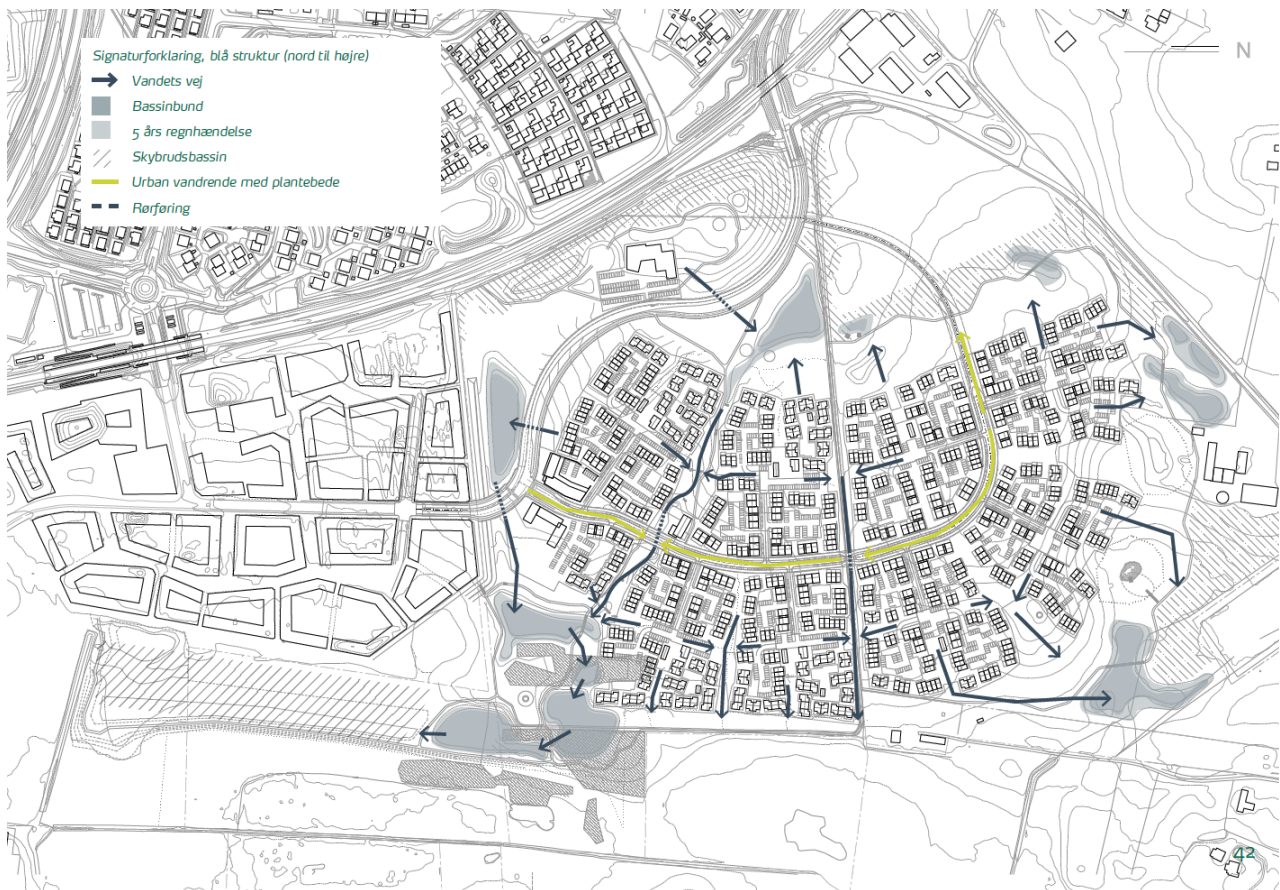 Signaturforklaring, blå struktur (nord til højre)
Vandets vej
Bassinbund
5 års regnhændelse
Skybrudsbassin
Urban vandrende med plantebede
Rørføring
N
42